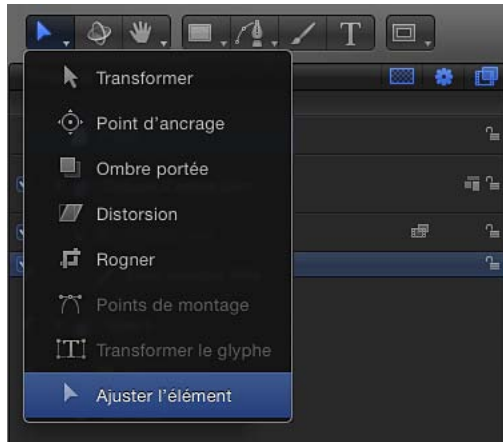 T
Transformer
Point d'ancrage
Ombre portée
Distorsion
Rogner
Points de montage
T Transformer le glyphe
Ajuster l'élément